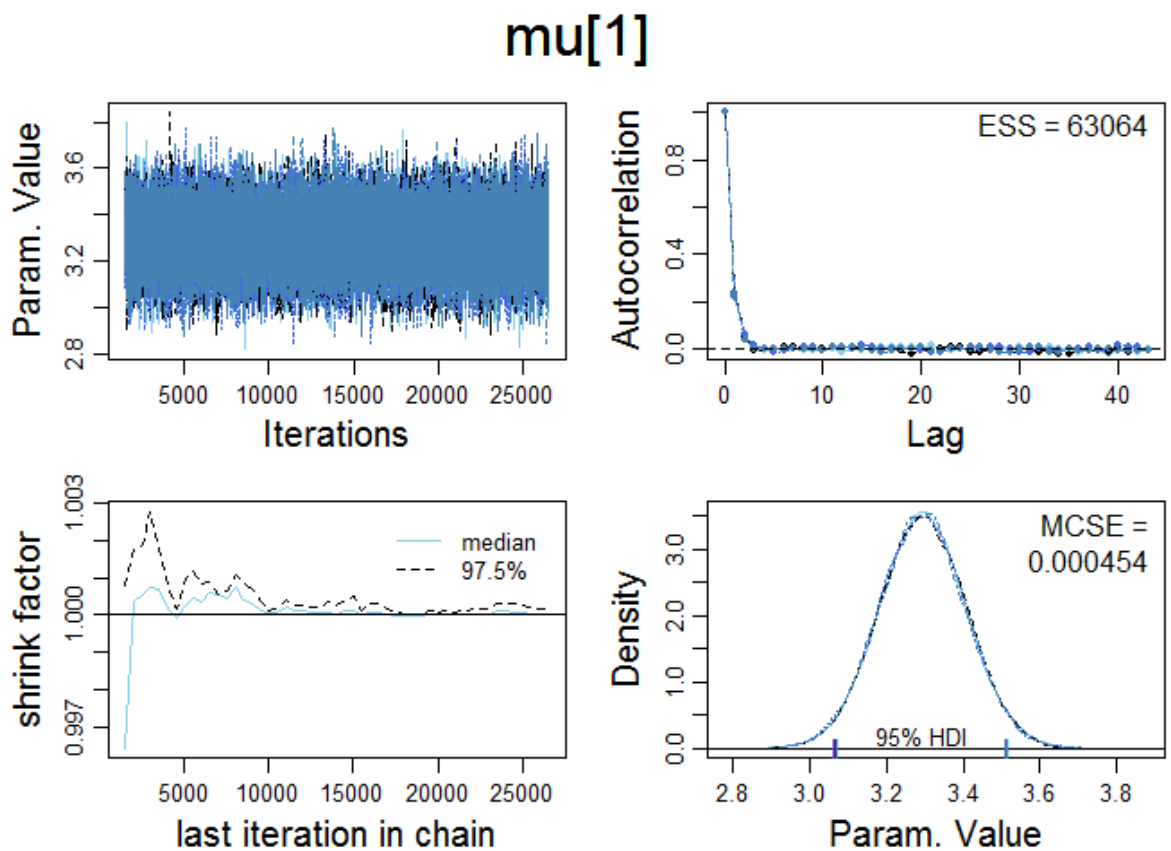 mu[1]
Param. Value
2.8 3.2 3.6
5000 10000 15000 20000 25000
Iterations
ESS = 63064
Autocorrelation
0.0 0.4 0.8
0 10 20 30 40
Lag
shrink factor
0.997 1.000 1.003
median
97.5%
5000 10000 15000 20000 25000
last iteration in chain
MCSE =
0.000454
Density
0.0 1.0 2.0 3.0
95% HDI
2.8 3.0 3.2 3.4 3.6 3.8
Param. Value